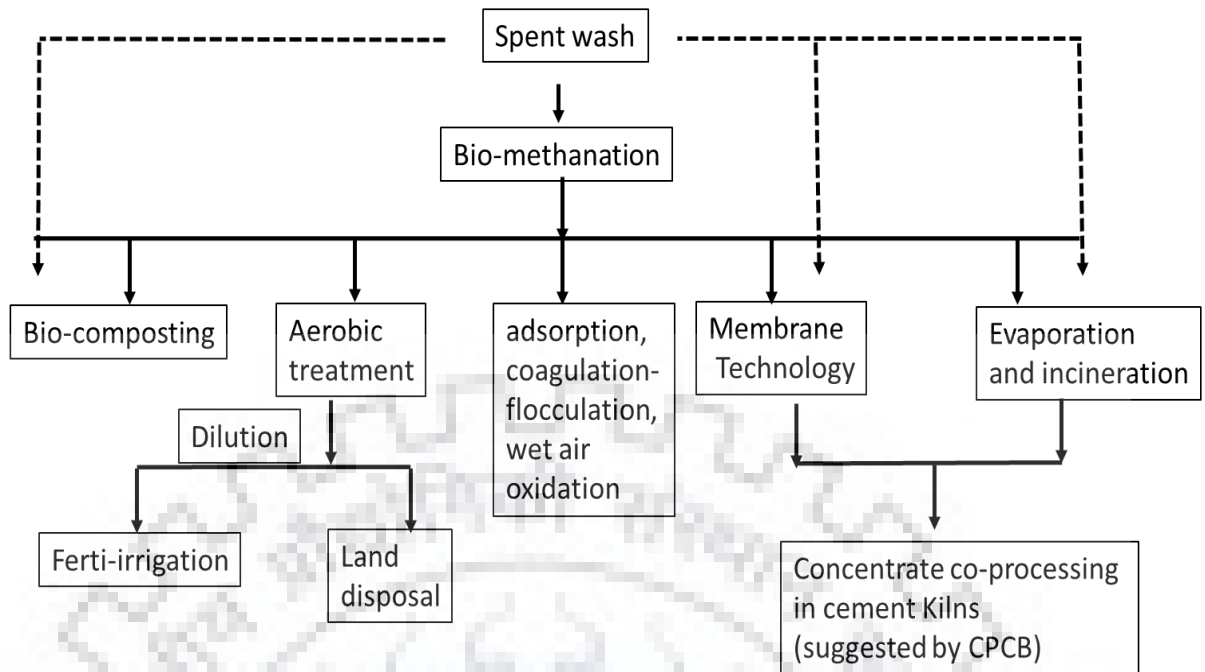 Spent wash
Bio-methanation
Bio-composting
Aerobic
treatment
adsorption,
coagulation-
flocculation,
wet air
oxidation
Membrane
Technology
Evaporation
and incineration
Dilution
Ferti-irrigation
Land
disposal
Concentrate co-processing
in cement Kilns
(suggested by CPCB)